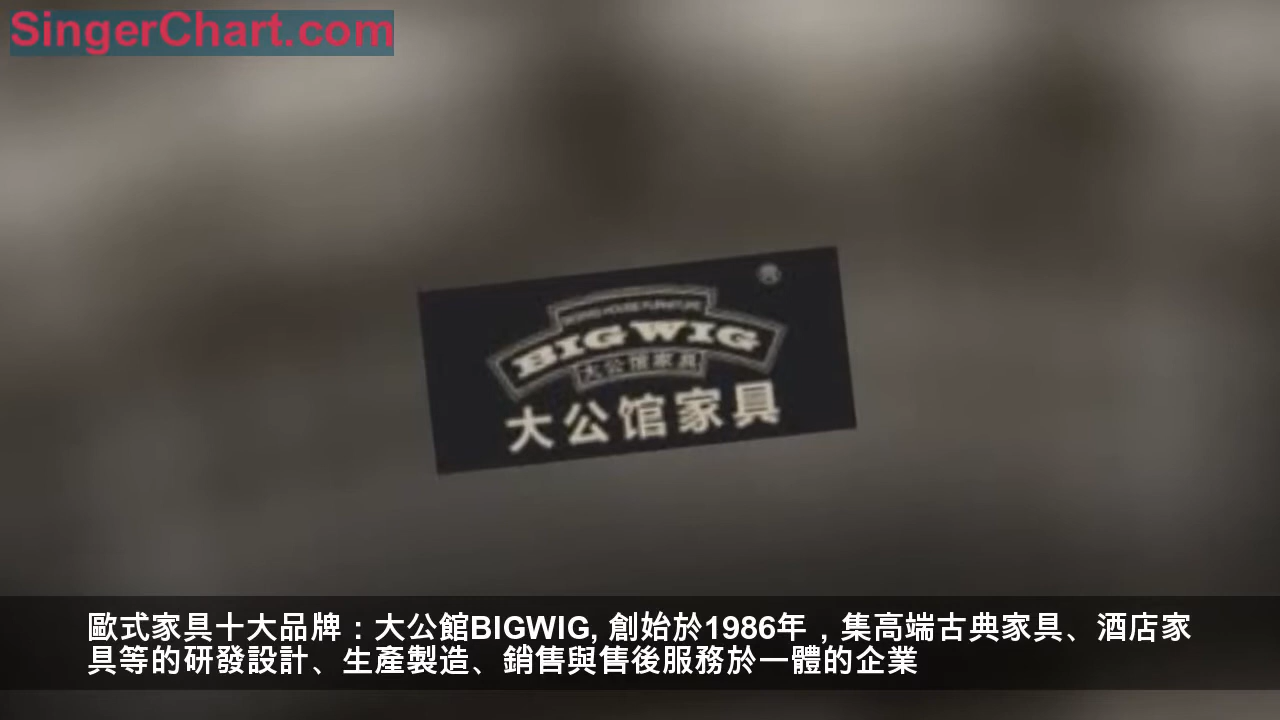 SingerChart.com
®
BIGWIG
大公馆家具
大公馆家具
歐式家具十大品牌：大公館BIGWIG, 創始於1986年，集高端古典家具、酒店家
具等的研發設計、生產製造、銷售與售後服務於一體的企業